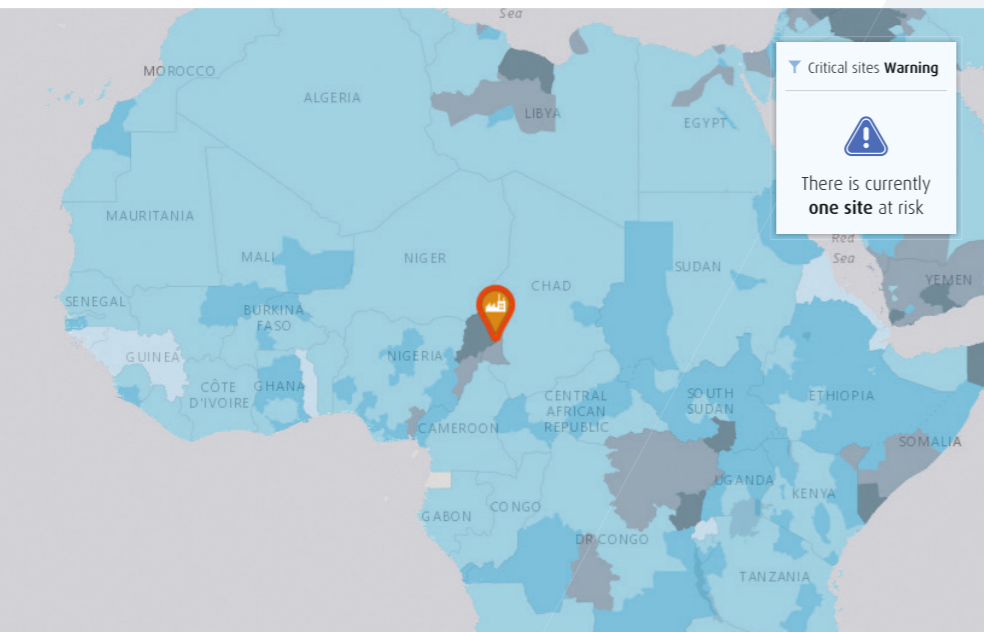 Sea
MOROCCO
ALGERIA
LIBYA
EGYPT
Critical sites Warning
There is currently
one site at risk
MAURITANIA
MALI
NIGER
CHAD
SUDAN
Red
Sea
YEMEN
SENEGAL
BURKINA
FASO
GUINEA
NIGERIA
CÔTE
D'IVOIRE
GHANA
CENTRAL
AFRICAN
REPUBLIC
SOUTH
SUDAN
ETHIOPIA
CAMEROON
SOMALIA
UGANDA
KENYA
GABON
CONGO
DR CONGO
TANZANIA